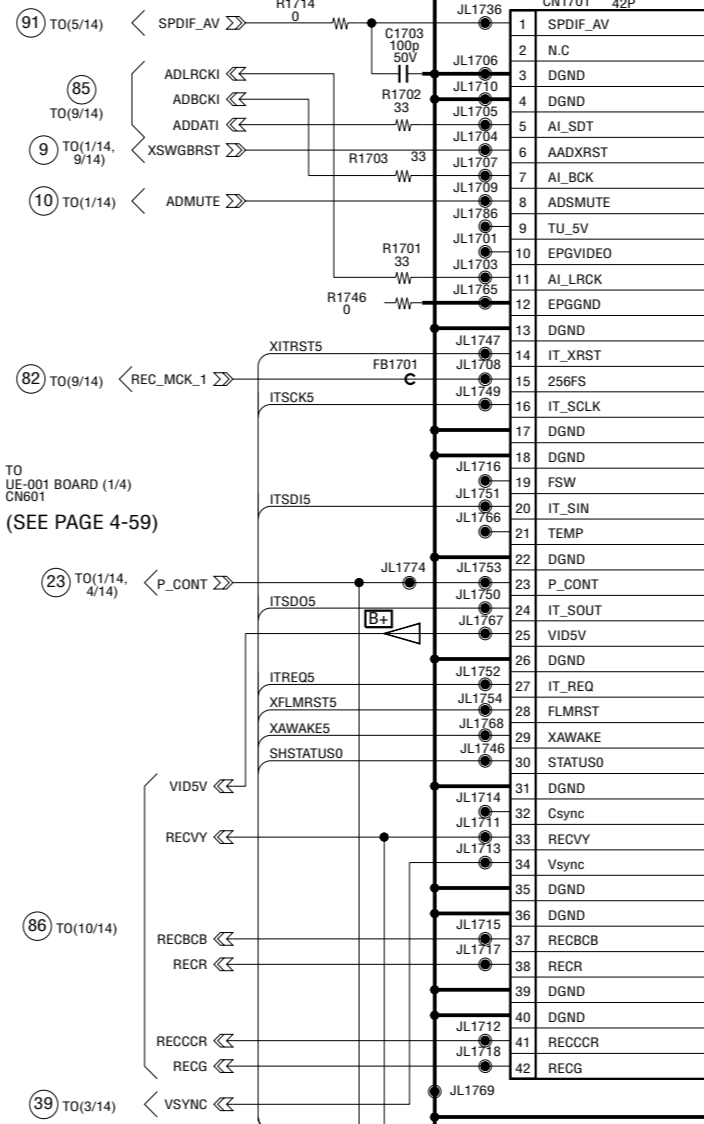 R1714
0
JL1736
CN1701 42P
91 TO(5/14) SPDIF_AV
1 SPDIF_AV
C1703
100p
50V
2 N.C
JL1706
ADLRCKI
3 DGND
85
TO(9/14)
JL1710
ADBCKI
R1702
33
4 DGND
JL1705
ADDATI
5 AI_SDT
JL1704
9 TO(1/14,
9/14)
XSWGBRST
6 AADXRST
R1703 33
JL1707
7 AI_BCK
JL1709
10 TO(1/14) ADMUTE
8 ADSMUTE
JL1786
9 TU_5V
JL1701
10 EPGVIDEO
R1701
33
JL1703
11 AI_LRCK
R1746
0
JL1765
12 EPGGND
13 DGND
XITRST5
JL1747
14 IT_XRST
82 TO(9/14) REC_MCK_1
FB1701
JL1708
15 256FS
ITSCK5
JL1749
16 IT_SCLK
17 DGND
18 DGND
TO
UE-001 BOARD (1/4)
CN601
(SEE PAGE 4-59)
JL1716
19 FSW
ITSDI5
JL1751
20 IT_SIN
JL1766
21 TEMP
22 DGND
23 TO(1/14,
4/14)
P_CONT
JL1774
JL1753
23 P_CONT
ITSDO5
JL1750
24 IT_SOUT
B+
JL1767
25 VID5V
26 DGND
ITREQ5
JL1752
27 IT_REQ
XFLMRST5
JL1754
28 FLMRST
XAWAKE5
JL1768
29 XAWAKE
SHSTATUS0
JL1746
30 STATUS0
VID5V
31 DGND
JL1714
32 Csync
RECVY
JL1711
33 RECVY
JL1713
34 Vsync
35 DGND
86 TO(10/14)
36 DGND
RECBCB
JL1715
37 RECBCB
RECR
JL1717
38 RECR
39 DGND
40 DGND
RECCCR
JL1712
41 RECCCR
RECG
JL1718
42 RECG
JL1769
39 TO(3/14) VSYNC